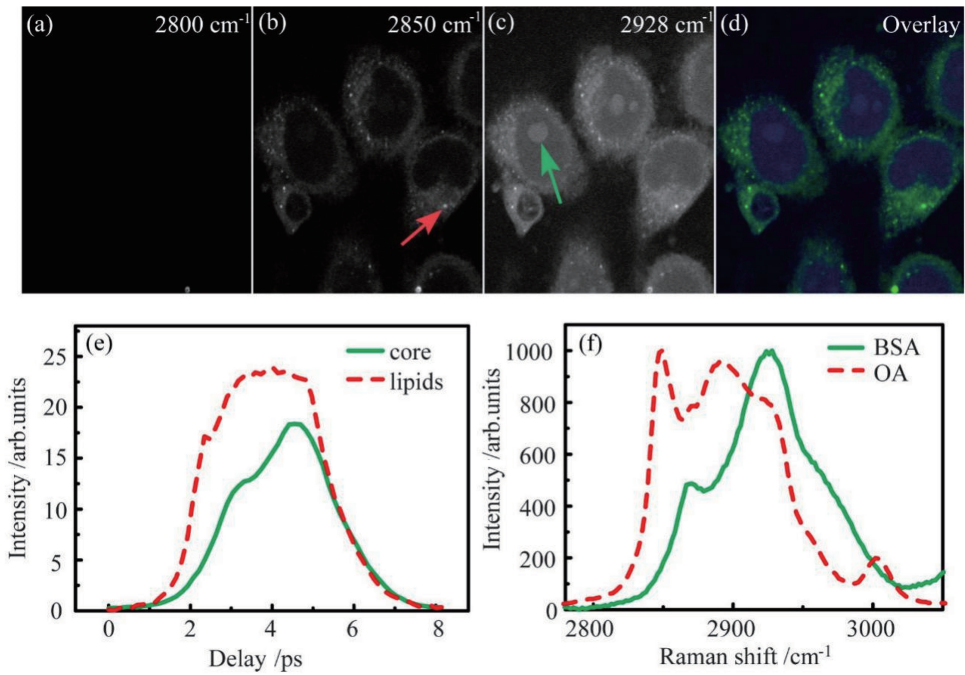 (a) 2800 cm⁻¹ (b) 2850 cm⁻¹ (c) 2928 cm⁻¹ (d) Overlay
(e)
core
lipids
25
20
15
10
5
0
Intensity /arb.units
0 2 4 6 8
Delay /ps
(f)
BSA
OA
1000
800
600
400
200
0
Intensity /arb.units
2800 2900 3000
Raman shift /cm⁻¹